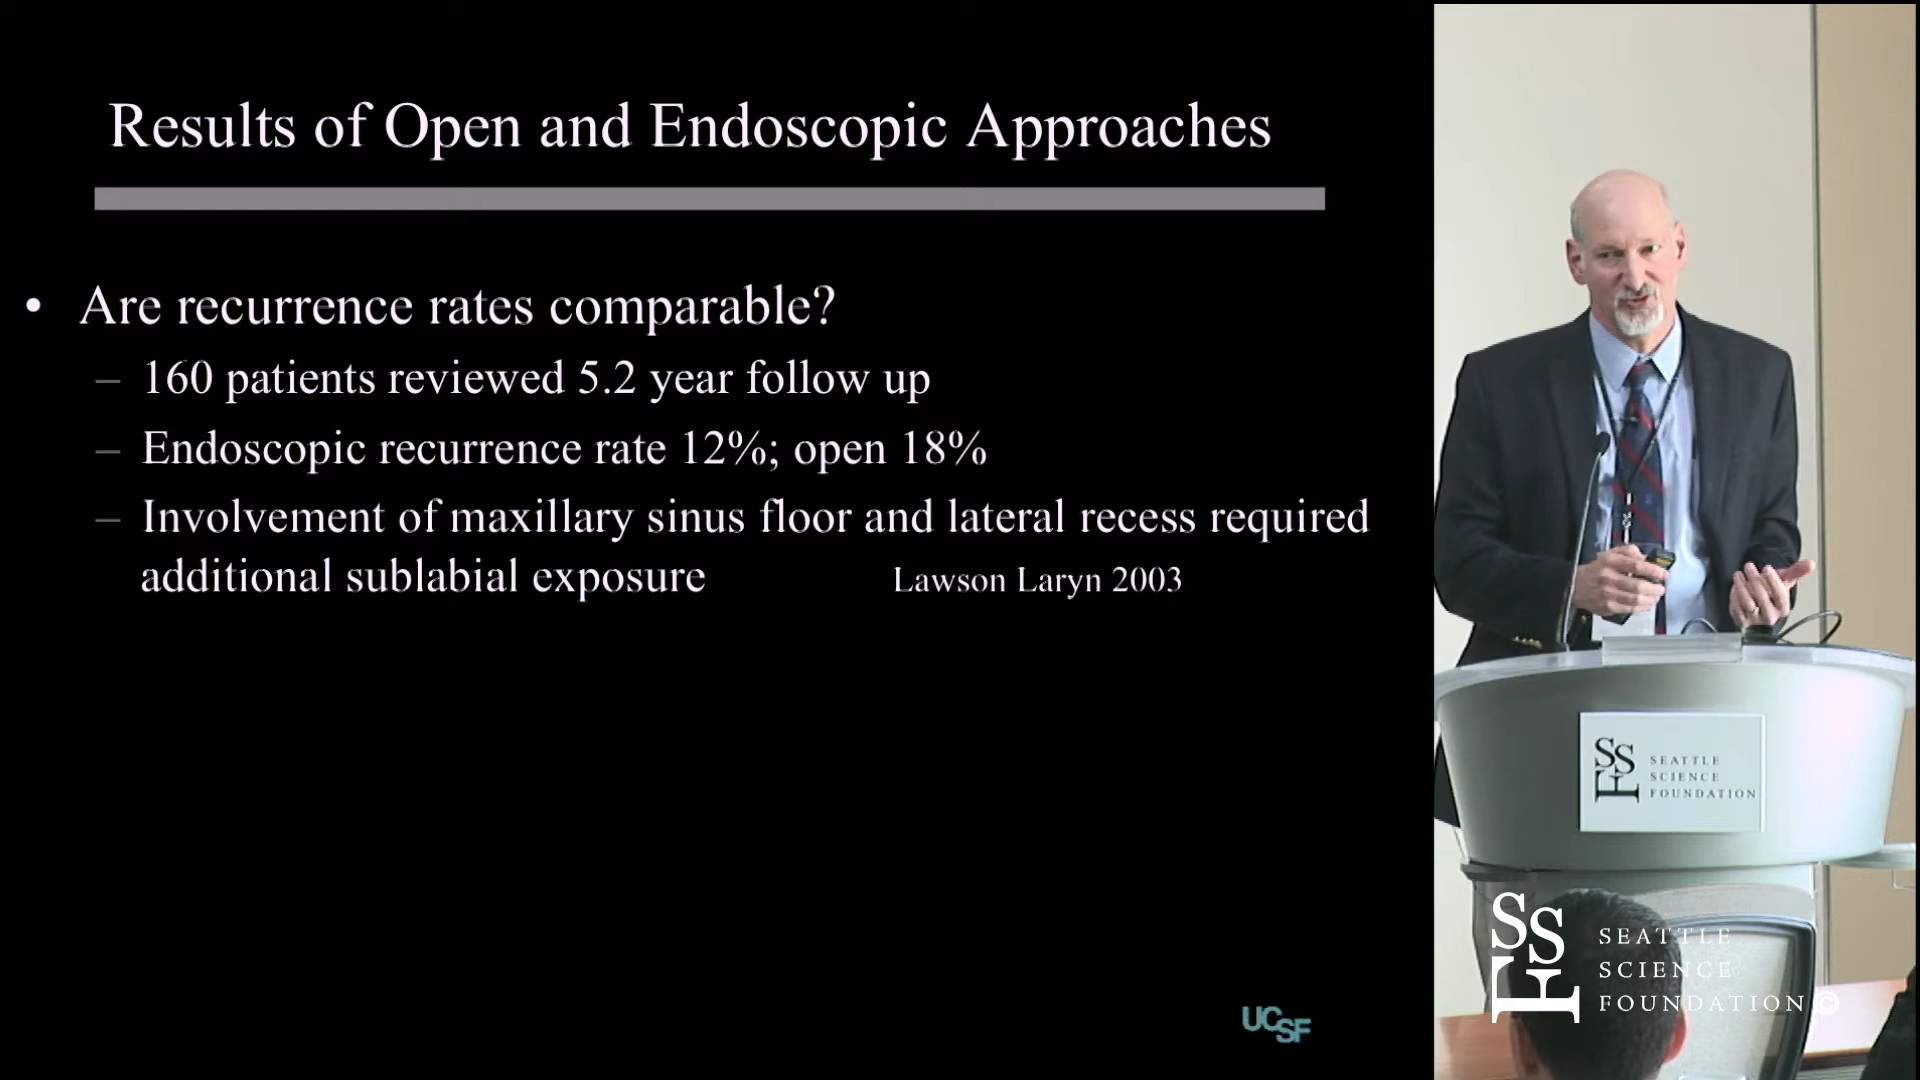 Results of Open and Endoscopic Approaches
• Are recurrence rates comparable?
– 160 patients reviewed 5.2 year follow up
– Endoscopic recurrence rate 12%; open 18%
– Involvement of maxillary sinus floor and lateral recess required
additional sublabial exposure
Lawson Laryn 2003
UCSF
SSF
SEATTLE
SCIENCE
FOUNDATION
SSF
SEATTLE
SCIENCE
FOUNDATION ©